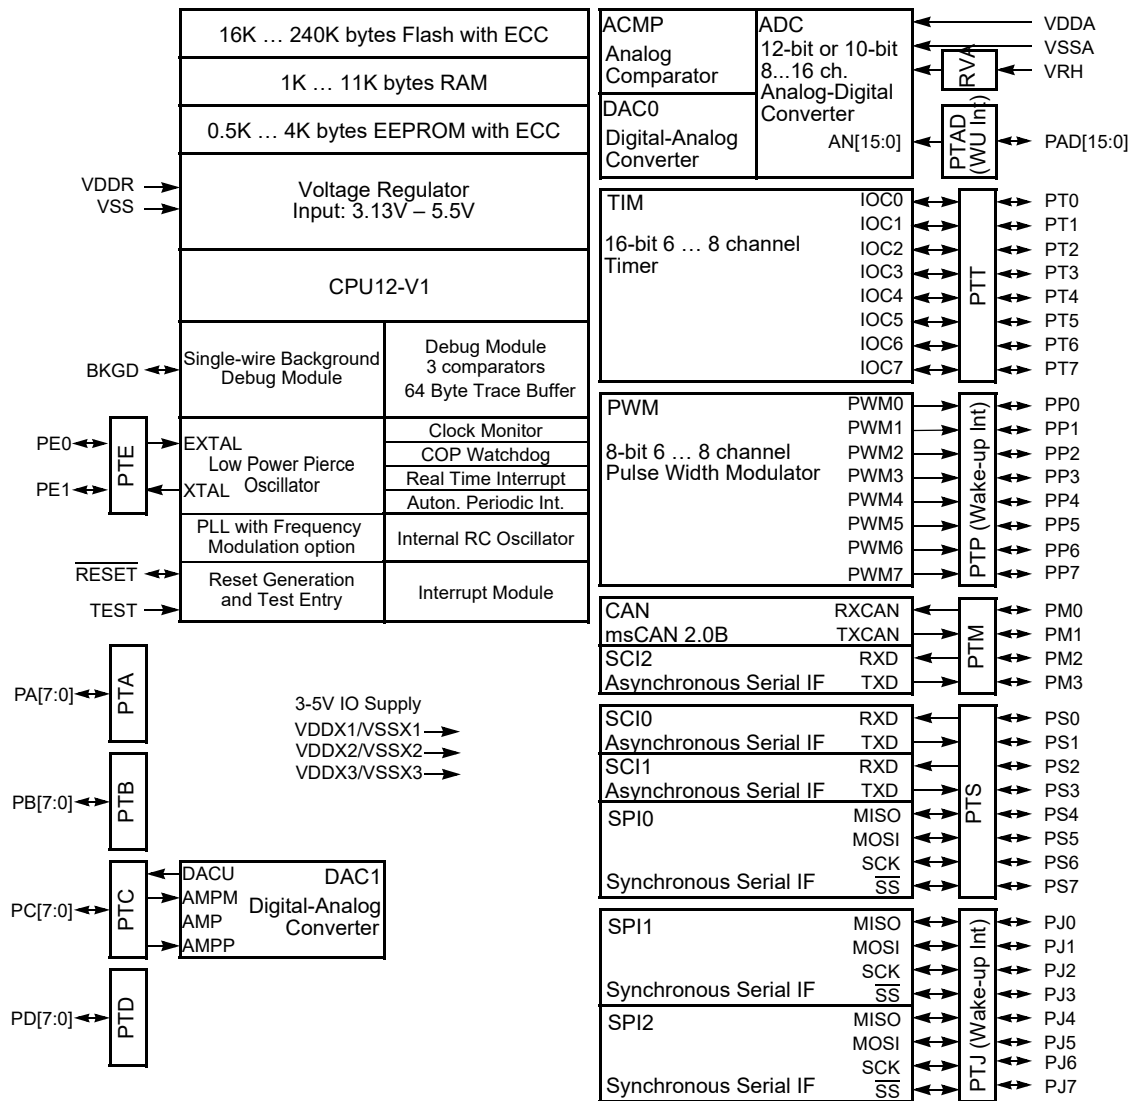 16K … 240K bytes Flash with ECC
1K … 11K bytes RAM
0.5K … 4K bytes EEPROM with ECC
VDDR
VSS
Voltage Regulator
Input: 3.13V – 5.5V
CPU12-V1
BKGD
Single-wire Background
Debug Module
Debug Module
3 comparators
64 Byte Trace Buffer
PE0
PE1
PTE
EXTAL
Low Power Pierce
Oscillator
XTAL
Clock Monitor
COP Watchdog
Real Time Interrupt
Auton. Periodic Int.
PLL with Frequency
Modulation option
Internal RC Oscillator
RESET
TEST
Reset Generation
and Test Entry
Interrupt Module
PA[7:0]
PTA
3-5V IO Supply
VDDX1/VSSX1
VDDX2/VSSX2
VDDX3/VSSX3
PB[7:0]
PTB
PC[7:0]
PTC
DACU
AMPM
AMP
AMPP
DAC1
Digital-Analog
Converter
PD[7:0]
PTD
ACMP
Analog
Comparator
DAC0
Digital-Analog
Converter
ADC
12-bit or 10-bit
8...16 ch.
Analog-Digital
Converter
AN[15:0]
RVA
VDDA
VSSA
VRH
PTAD
(WU Int)
PAD[15:0]
TIM
16-bit 6 … 8 channel
Timer
IOC0
IOC1
IOC2
IOC3
IOC4
IOC5
IOC6
IOC7
PTT
PT0
PT1
PT2
PT3
PT4
PT5
PT6
PT7
PWM
8-bit 6 … 8 channel
Pulse Width Modulator
PWM0
PWM1
PWM2
PWM3
PWM4
PWM5
PWM6
PWM7
PTP (Wake-up Int)
PP0
PP1
PP2
PP3
PP4
PP5
PP6
PP7
CAN
msCAN 2.0B
RXCAN
TXCAN
SCI2
Asynchronous Serial IF
RXD
TXD
PTM
PM0
PM1
PM2
PM3
SCI0
Asynchronous Serial IF
RXD
TXD
SCI1
Asynchronous Serial IF
RXD
TXD
SPI0
Synchronous Serial IF
MISO
MOSI
SCK
SS
PTS
PS0
PS1
PS2
PS3
PS4
PS5
PS6
PS7
SPI1
Synchronous Serial IF
MISO
MOSI
SCK
SS
SPI2
Synchronous Serial IF
MISO
MOSI
SCK
SS
PTJ (Wake-up Int)
PJ0
PJ1
PJ2
PJ3
PJ4
PJ5
PJ6
PJ7